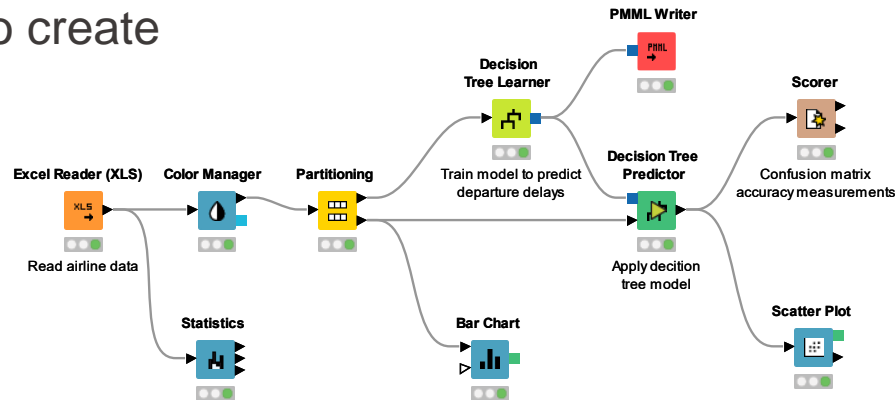 o create
PMML Writer
PMML
Decision
Tree Learner
Scorer
Train model to predict
departure delays
Decision Tree
Predictor
Confusion matrix
accuracy measurements
Excel Reader (XLS)
XLS
Read airline data
Color Manager
Partitioning
Apply decition
tree model
Statistics
Bar Chart
Scatter Plot